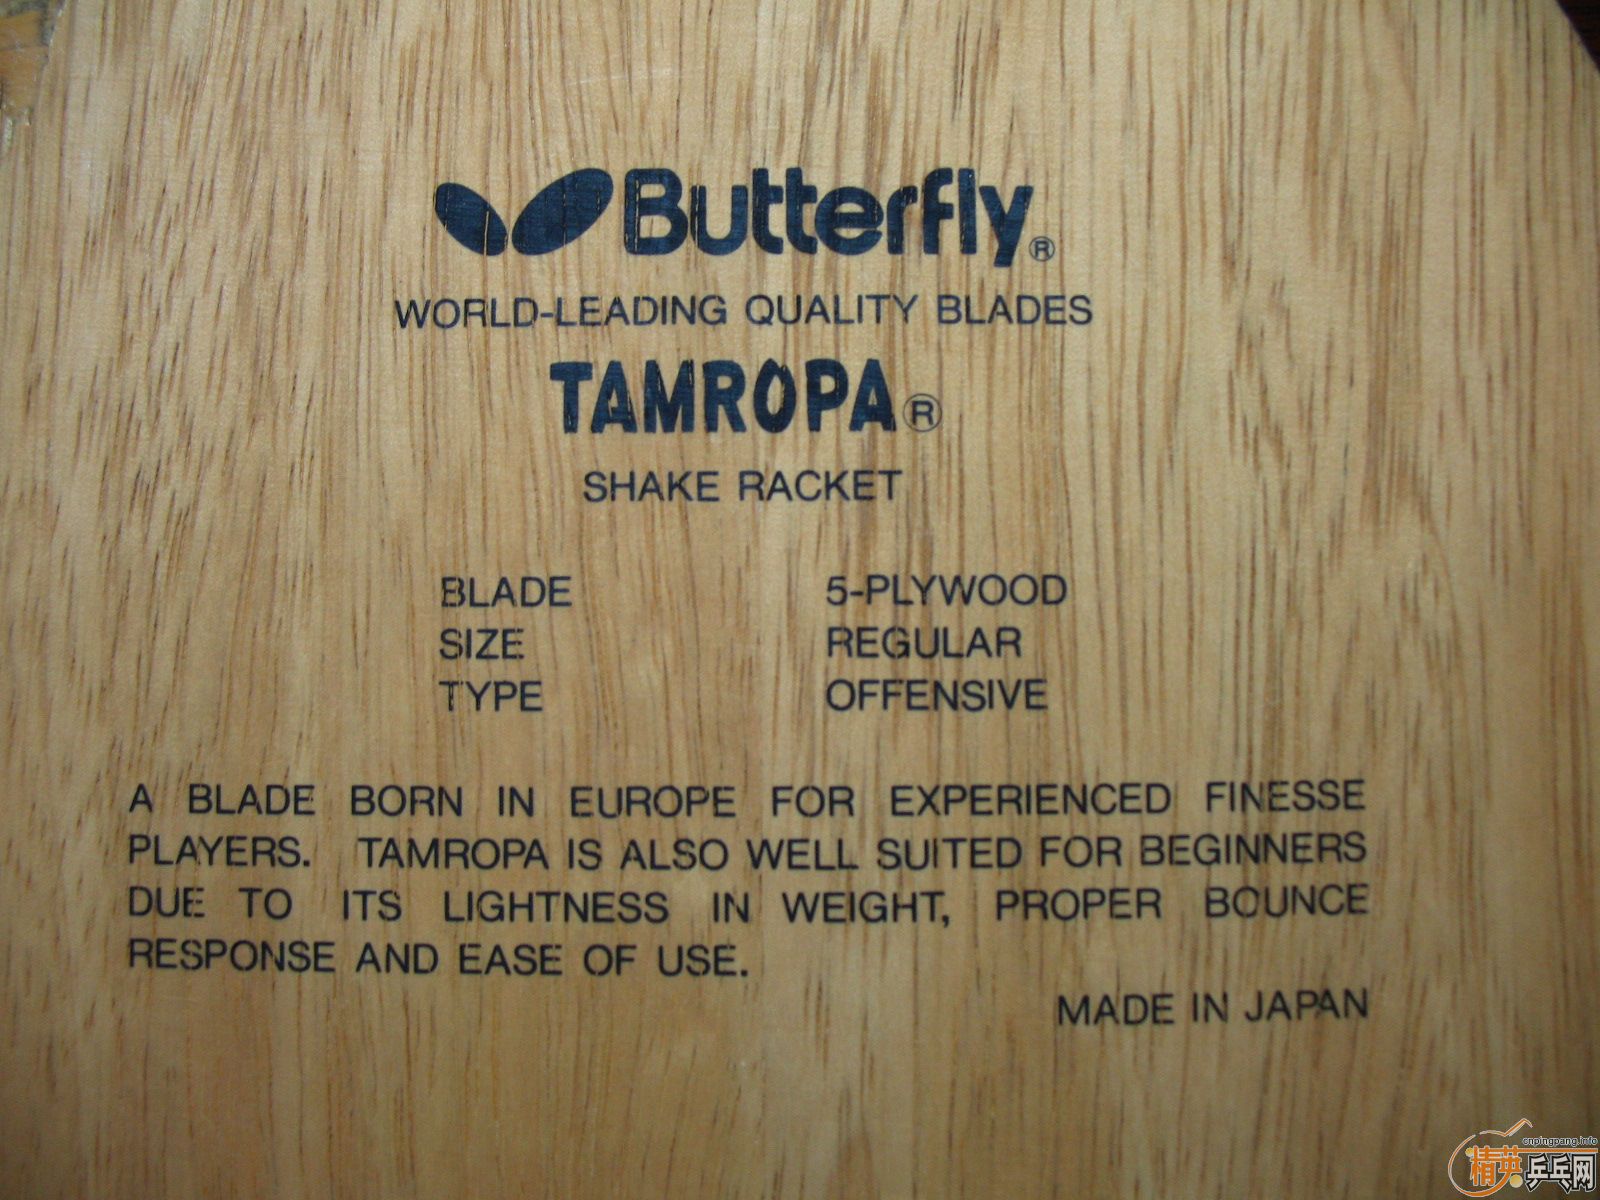 Butterfly®
WORLD-LEADING QUALITY BLADES
TAMROPA®
SHAKE RACKET
BLADE 5-PLYWOOD
SIZE REGULAR
TYPE OFFENSIVE
A BLADE BORN IN EUROPE FOR EXPERIENCED FINESSE
PLAYERS. TAMROPA IS ALSO WELL SUITED FOR BEGINNERS
DUE TO ITS LIGHTNESS IN WEIGHT, PROPER BOUNCE
RESPONSE AND EASE OF USE.
MADE IN JAPAN
cnpingpang.info
精英乒乓网